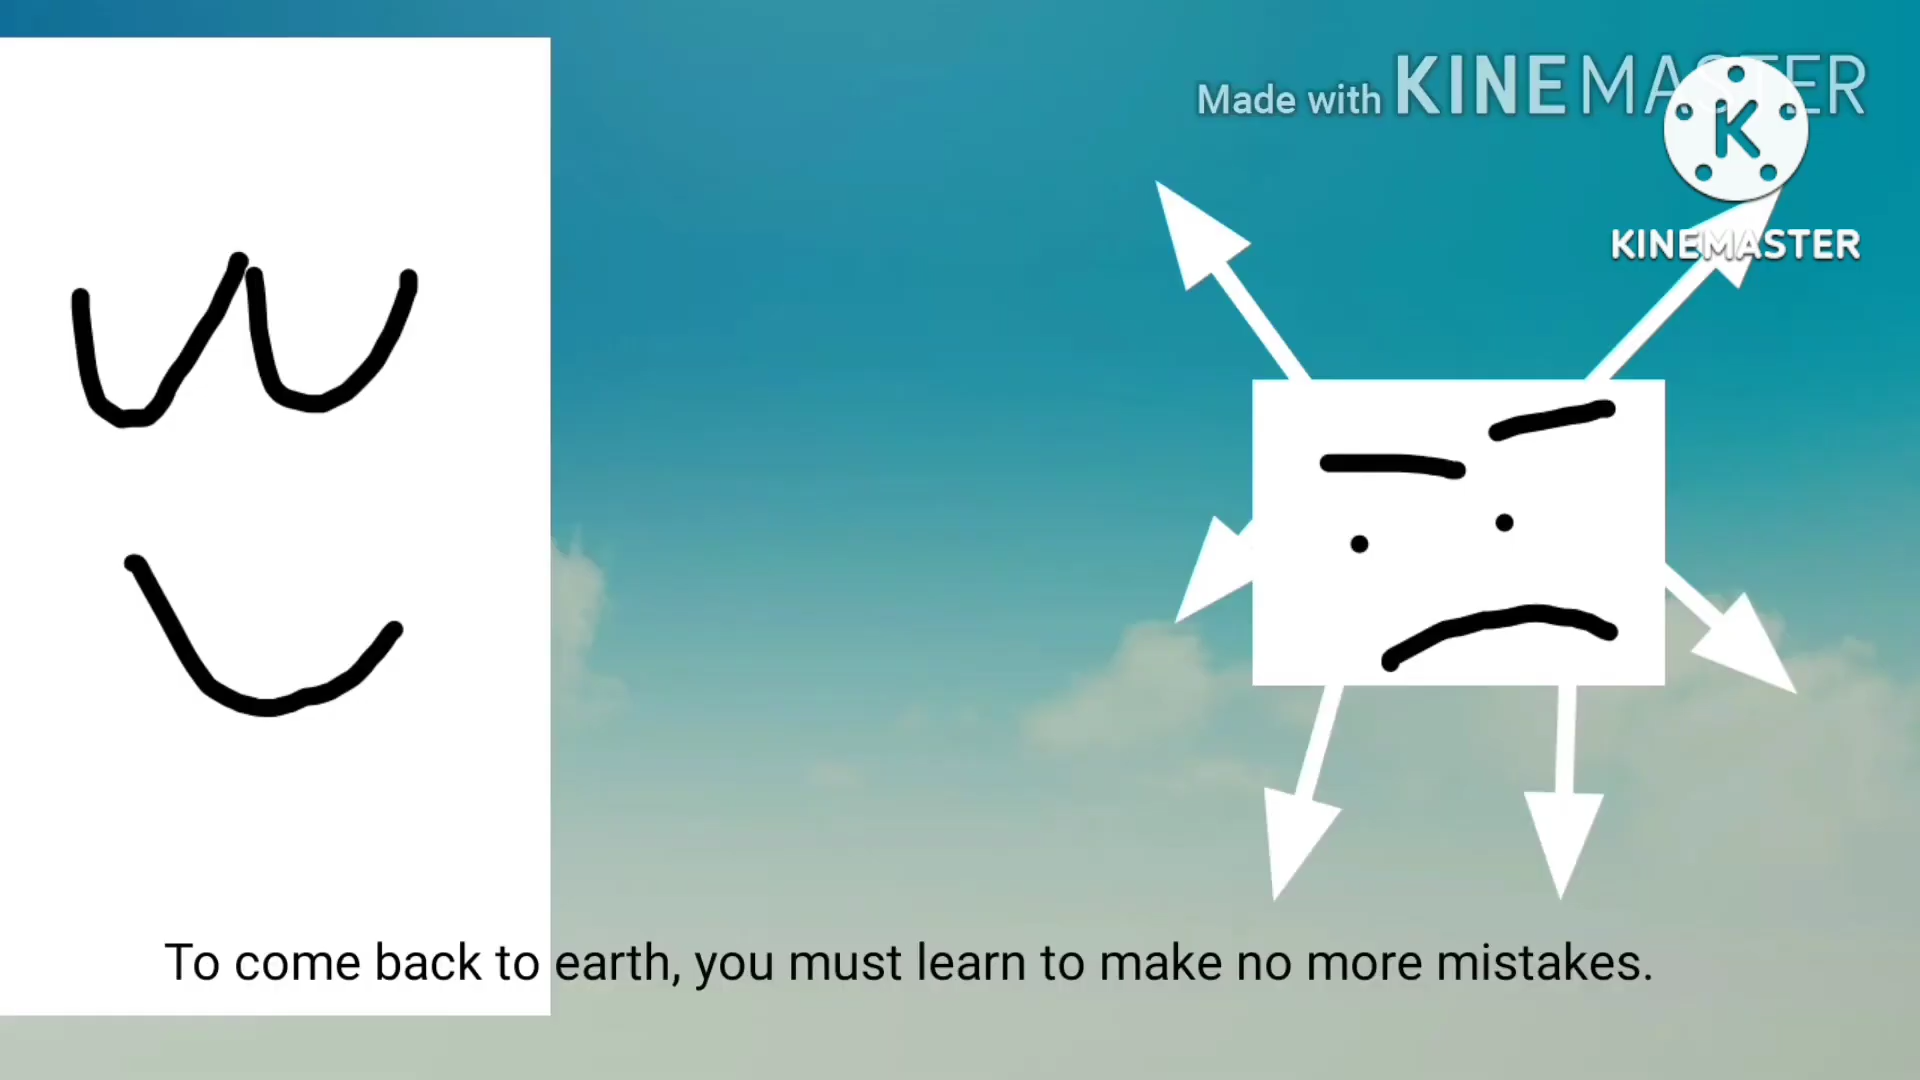 Made with KINEMASTER
K
KINEMASTER
To come back to earth, you must learn to make no more mistakes.